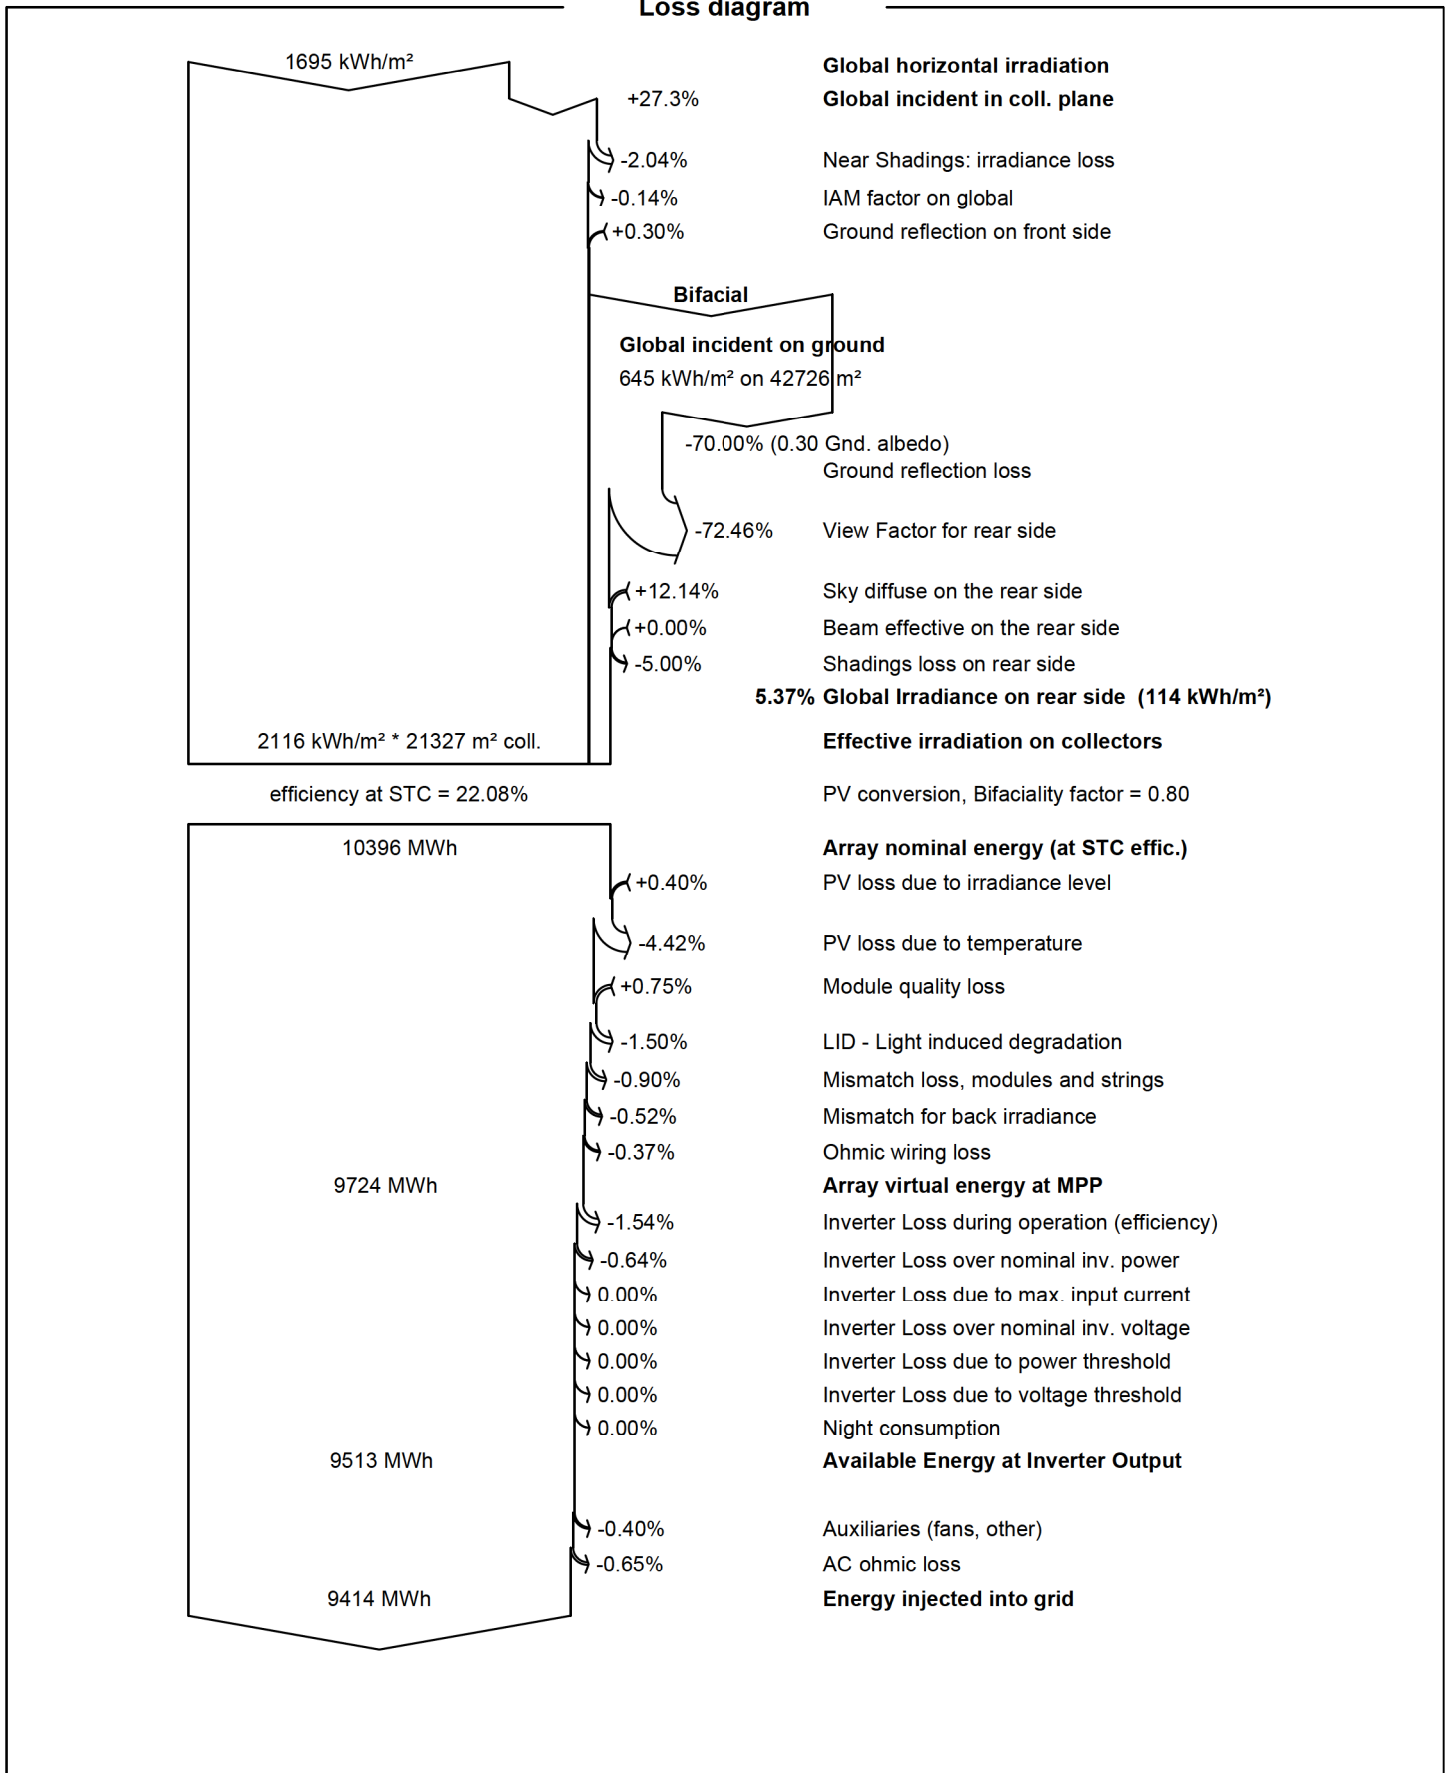 Loss diagram
1695 kWh/m² Global horizontal irradiation
+27.3% Global incident in coll. plane
-2.04% Near Shadings: irradiance loss
-0.14% IAM factor on global
+0.30% Ground reflection on front side
Bifacial
Global incident on ground
645 kWh/m² on 42726 m²
-70.00% (0.30 Gnd. albedo)
Ground reflection loss
-72.46% View Factor for rear side
+12.14% Sky diffuse on the rear side
+0.00% Beam effective on the rear side
-5.00% Shadings loss on rear side
5.37% Global Irradiance on rear side (114 kWh/m²)
2116 kWh/m² * 21327 m² coll. Effective irradiation on collectors
efficiency at STC = 22.08% PV conversion, Bifaciality factor = 0.80
10396 MWh Array nominal energy (at STC effic.)
+0.40% PV loss due to irradiance level
-4.42% PV loss due to temperature
+0.75% Module quality loss
-1.50% LID - Light induced degradation
-0.90% Mismatch loss, modules and strings
-0.52% Mismatch for back irradiance
-0.37% Ohmic wiring loss
9724 MWh Array virtual energy at MPP
-1.54% Inverter Loss during operation (efficiency)
-0.64% Inverter Loss over nominal inv. power
0.00% Inverter Loss due to max. input current
0.00% Inverter Loss over nominal inv. voltage
0.00% Inverter Loss due to power threshold
0.00% Inverter Loss due to voltage threshold
0.00% Night consumption
9513 MWh Available Energy at Inverter Output
-0.40% Auxiliaries (fans, other)
-0.65% AC ohmic loss
9414 MWh Energy injected into grid